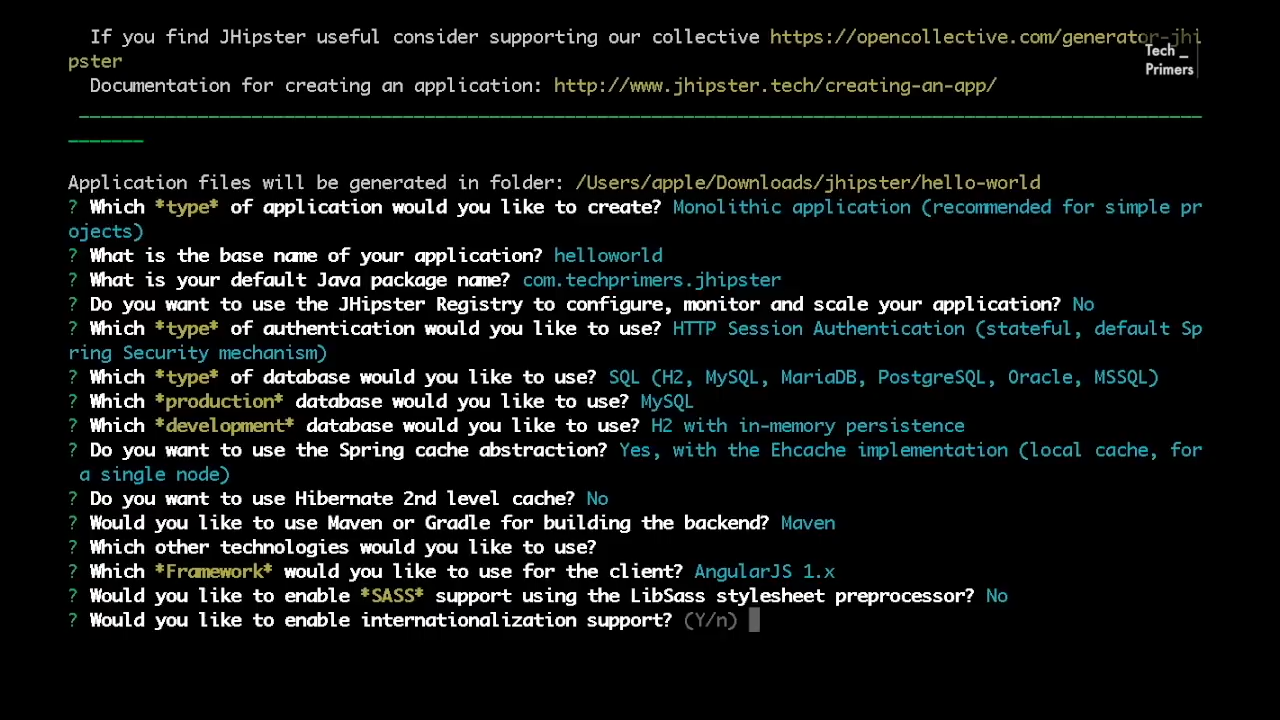 If you find JHipster useful consider supporting our collective https://opencollective.com/generator-jhi
pster
Tech _
Primers
Documentation for creating an application: http://www.jhipster.tech/creating-an-app/
Application files will be generated in folder: /Users/apple/Downloads/jhipster/hello-world
? Which *type* of application would you like to create? Monolithic application (recommended for simple pr
ojects)
? What is the base name of your application? helloworld
? What is your default Java package name? com.techprimers.jhipster
? Do you want to use the JHipster Registry to configure, monitor and scale your application? No
? Which *type* of authentication would you like to use? HTTP Session Authentication (stateful, default Sp
ring Security mechanism)
? Which *type* of database would you like to use? SQL (H2, MySQL, MariaDB, PostgreSQL, Oracle, MSSQL)
? Which *production* database would you like to use? MySQL
? Which *development* database would you like to use? H2 with in-memory persistence
? Do you want to use the Spring cache abstraction? Yes, with the Ehcache implementation (local cache, for
a single node)
? Do you want to use Hibernate 2nd level cache? No
? Would you like to use Maven or Gradle for building the backend? Maven
? Which other technologies would you like to use?
? Which *Framework* would you like to use for the client? AngularJS 1.x
? Would you like to enable *SASS* support using the LibSass stylesheet preprocessor? No
? Would you like to enable internationalization support? (Y/n)